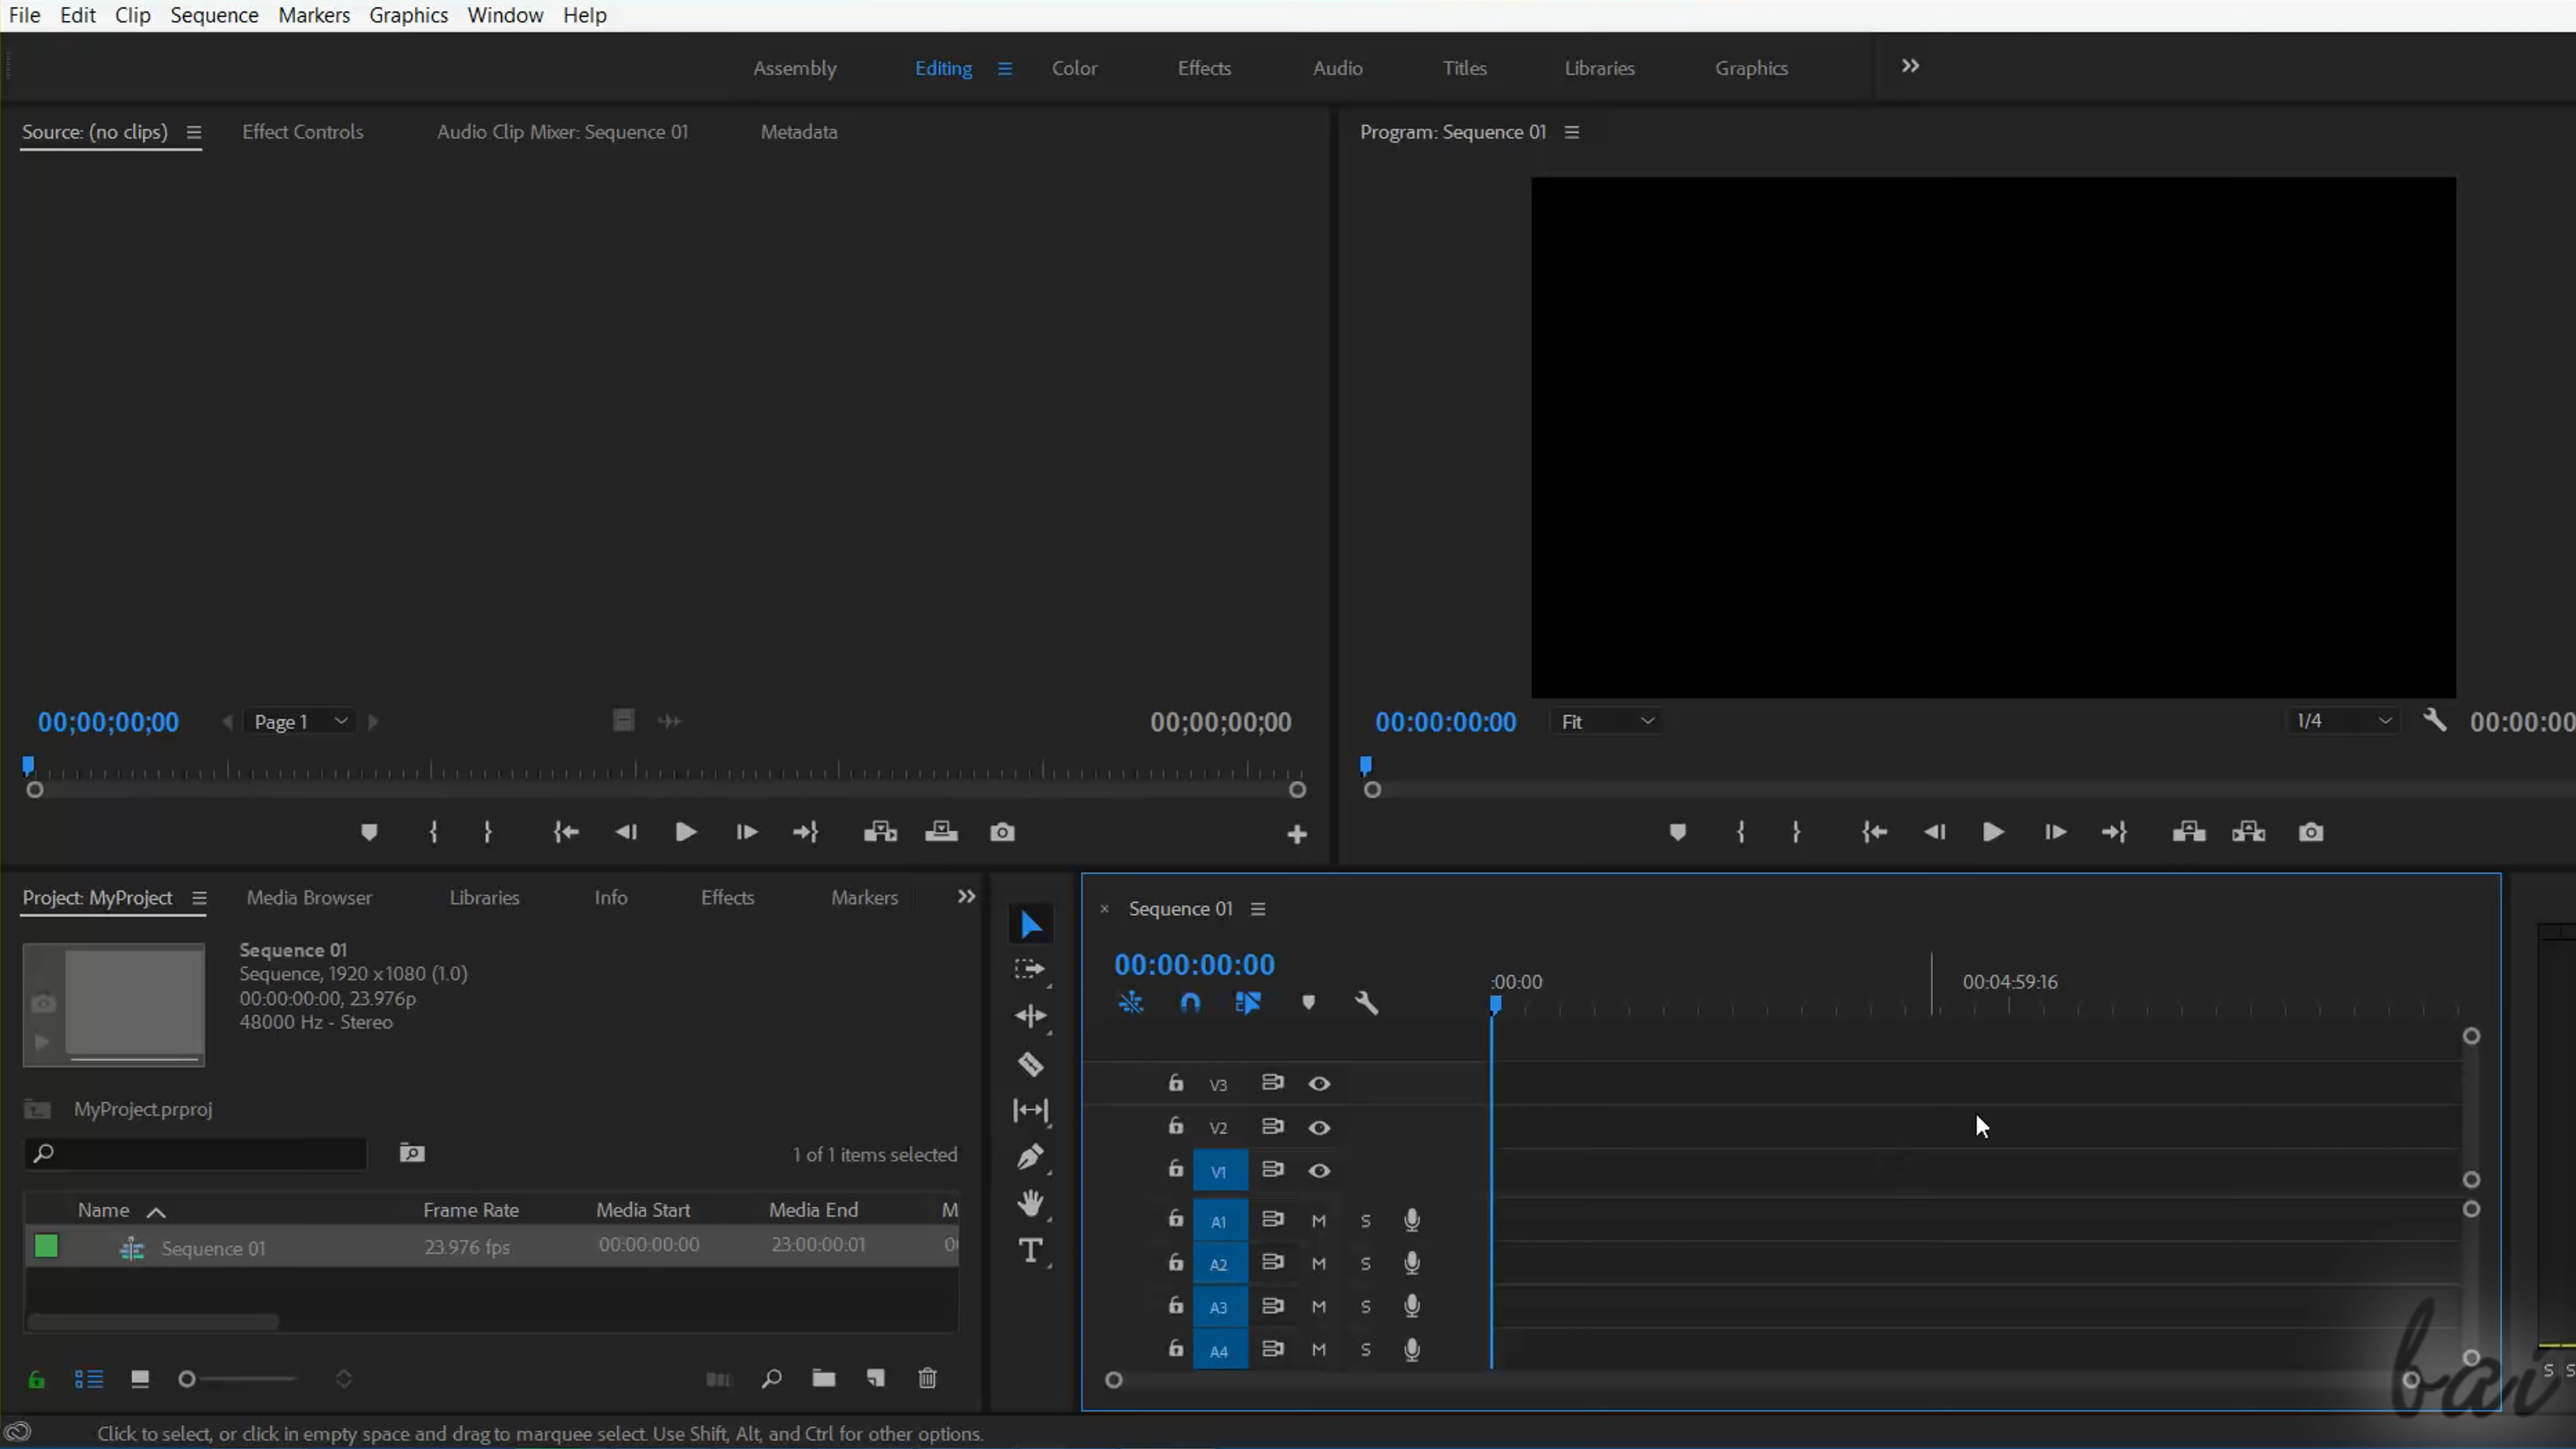 File Edit Clip Sequence Markers Graphics Window Help
Assembly Editing Color Effects Audio Titles Libraries Graphics
Source: (no clips) Effect Controls Audio Clip Mixer: Sequence 01 Metadata
Program: Sequence 01
00;00;00;00 Page 1 00;00;00;00
00:00:00:00 Fit 1/4 00:00:00
Project: MyProject Media Browser Libraries Info Effects Markers
Sequence 01
Sequence, 1920 x 1080 (1.0)
00:00:00:00, 23.976p
48000 Hz - Stereo
MyProject.prproj
1 of 1 items selected
Name Frame Rate Media Start Media End M
Sequence 01 23.976 fps 00:00:00:00 23:00:00:01
T
× Sequence 01
00:00:00:00
:00:00 00:04:59:16
V3
V2
V1
A1 M S
A2 M S
A3 M S
A4 M S
S S
bai
Click to select, or click in empty space and drag to marquee select. Use Shift, Alt, and Ctrl for other options.